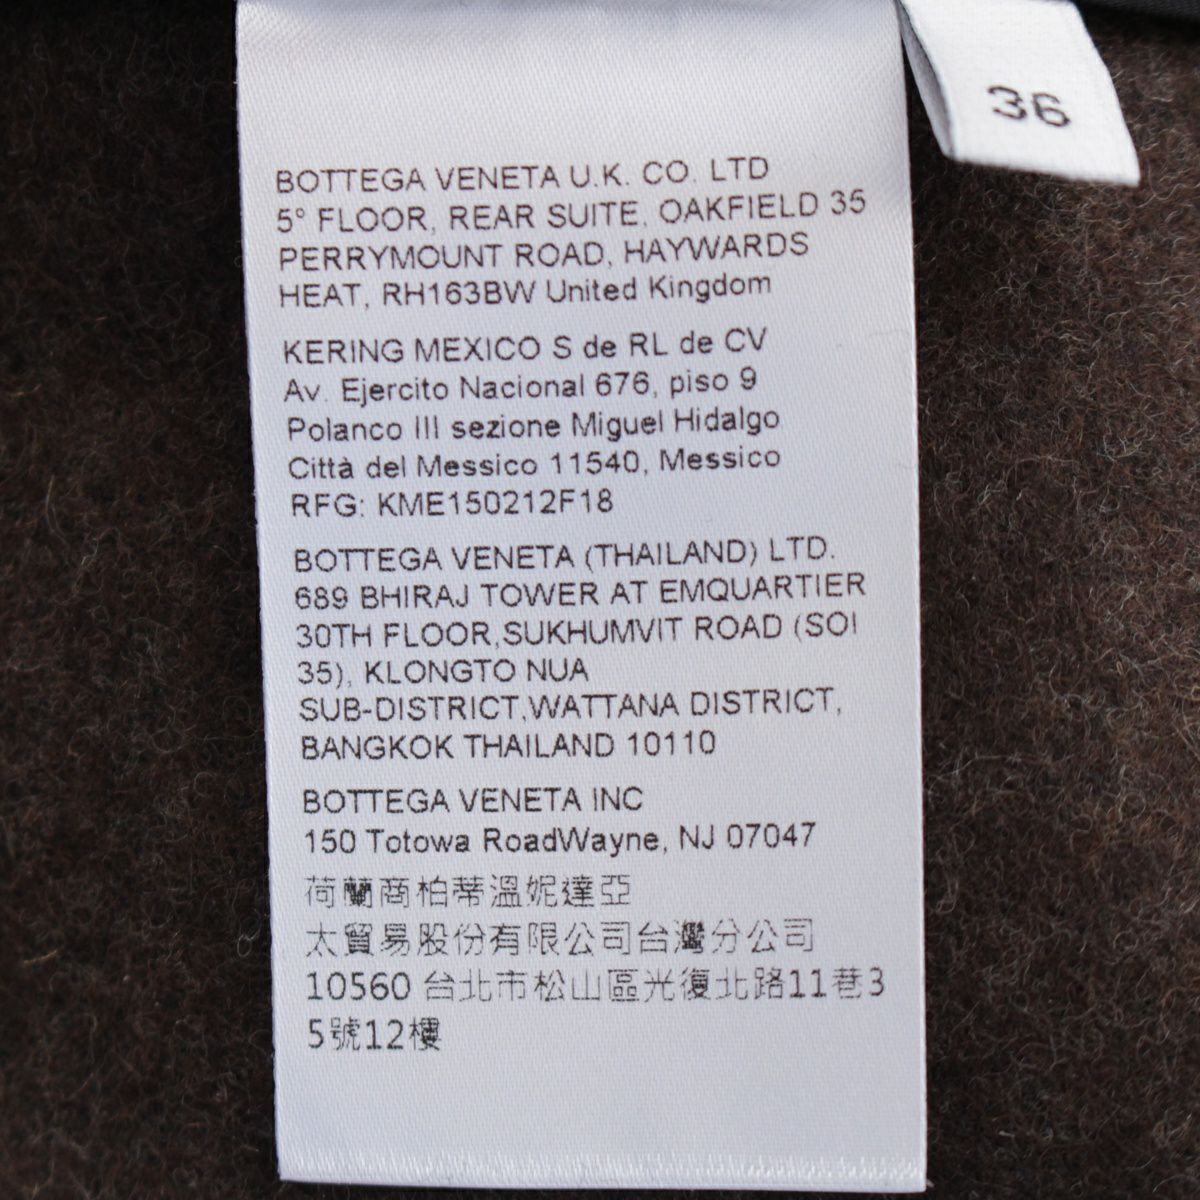 36
BOTTEGA VENETA U.K. CO. LTD
5° FLOOR, REAR SUITE, OAKFIELD 35
PERRYMOUNT ROAD, HAYWARDS
HEAT, RH163BW United Kingdom
KERING MEXICO S de RL de CV
Av. Ejercito Nacional 676, piso 9
Polanco III sezione Miguel Hidalgo
Città del Messico 11540, Messico
RFG: KME150212F18
BOTTEGA VENETA (THAILAND) LTD.
689 BHIRAJ TOWER AT EMQUARTIER
30TH FLOOR,SUKHUMVIT ROAD (SOI
35), KLONGTO NUA
SUB-DISTRICT,WATTANA DISTRICT,
BANGKOK THAILAND 10110
BOTTEGA VENETA INC
150 Totowa RoadWayne, NJ 07047
荷蘭商柏蒂溫妮達亞
太貿易股份有限公司台灣分公司
10560 台北市松山區光復北路11巷3
5號12樓